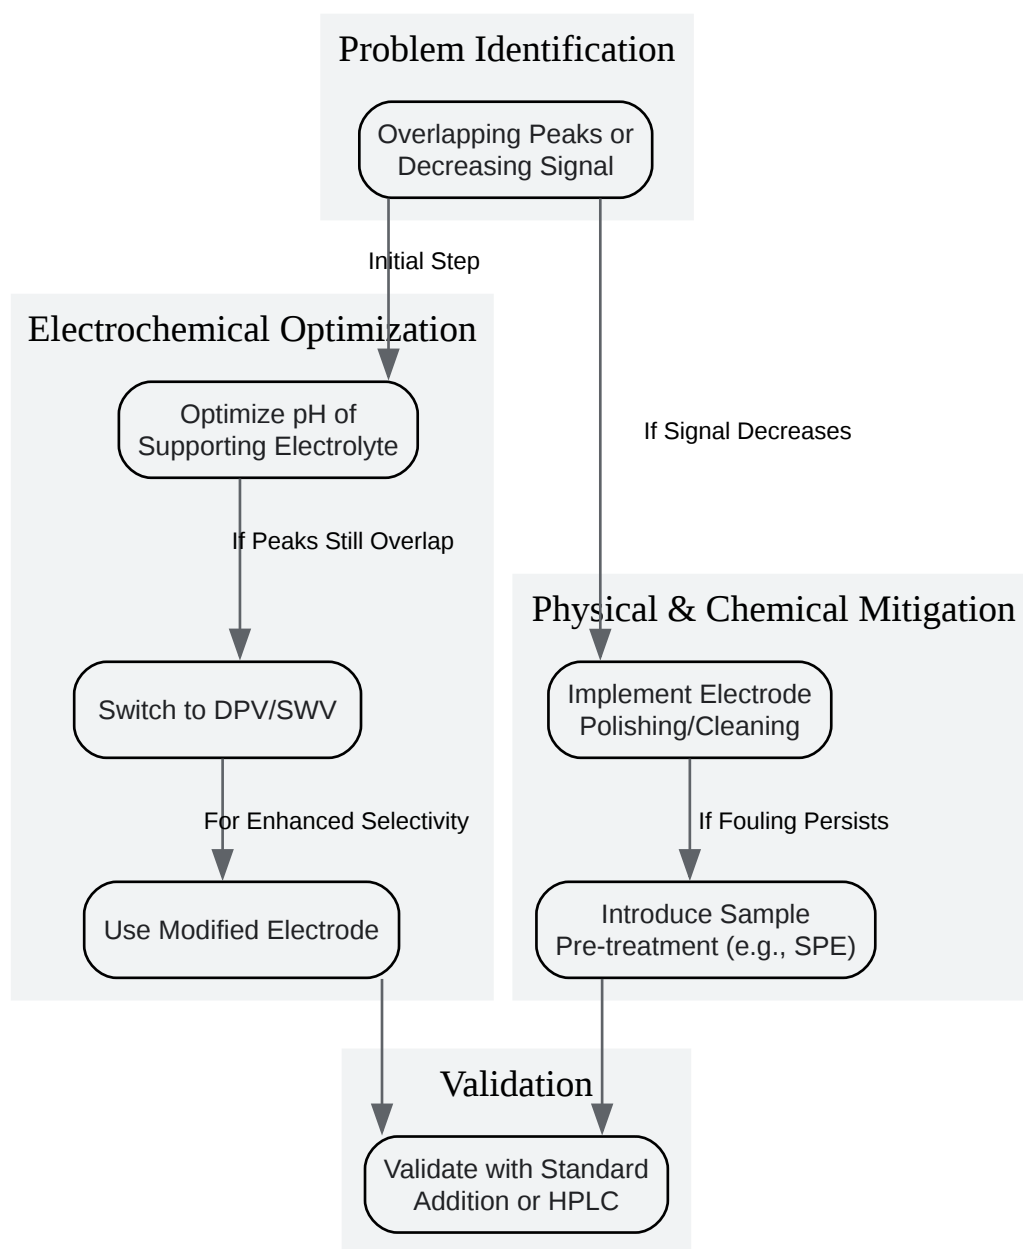 Problem Identification
Overlapping Peaks or
Decreasing Signal
Initial Step
Electrochemical Optimization
Optimize pH of
Supporting Electrolyte
If Signal Decreases
If Peaks Still Overlap
Physical & Chemical Mitigation
Switch to DPV/SWV
Implement Electrode
Polishing/Cleaning
For Enhanced Selectivity
If Fouling Persists
Use Modified Electrode
Introduce Sample
Pre-treatment (e.g., SPE)
Validation
Validate with Standard
Addition or HPLC